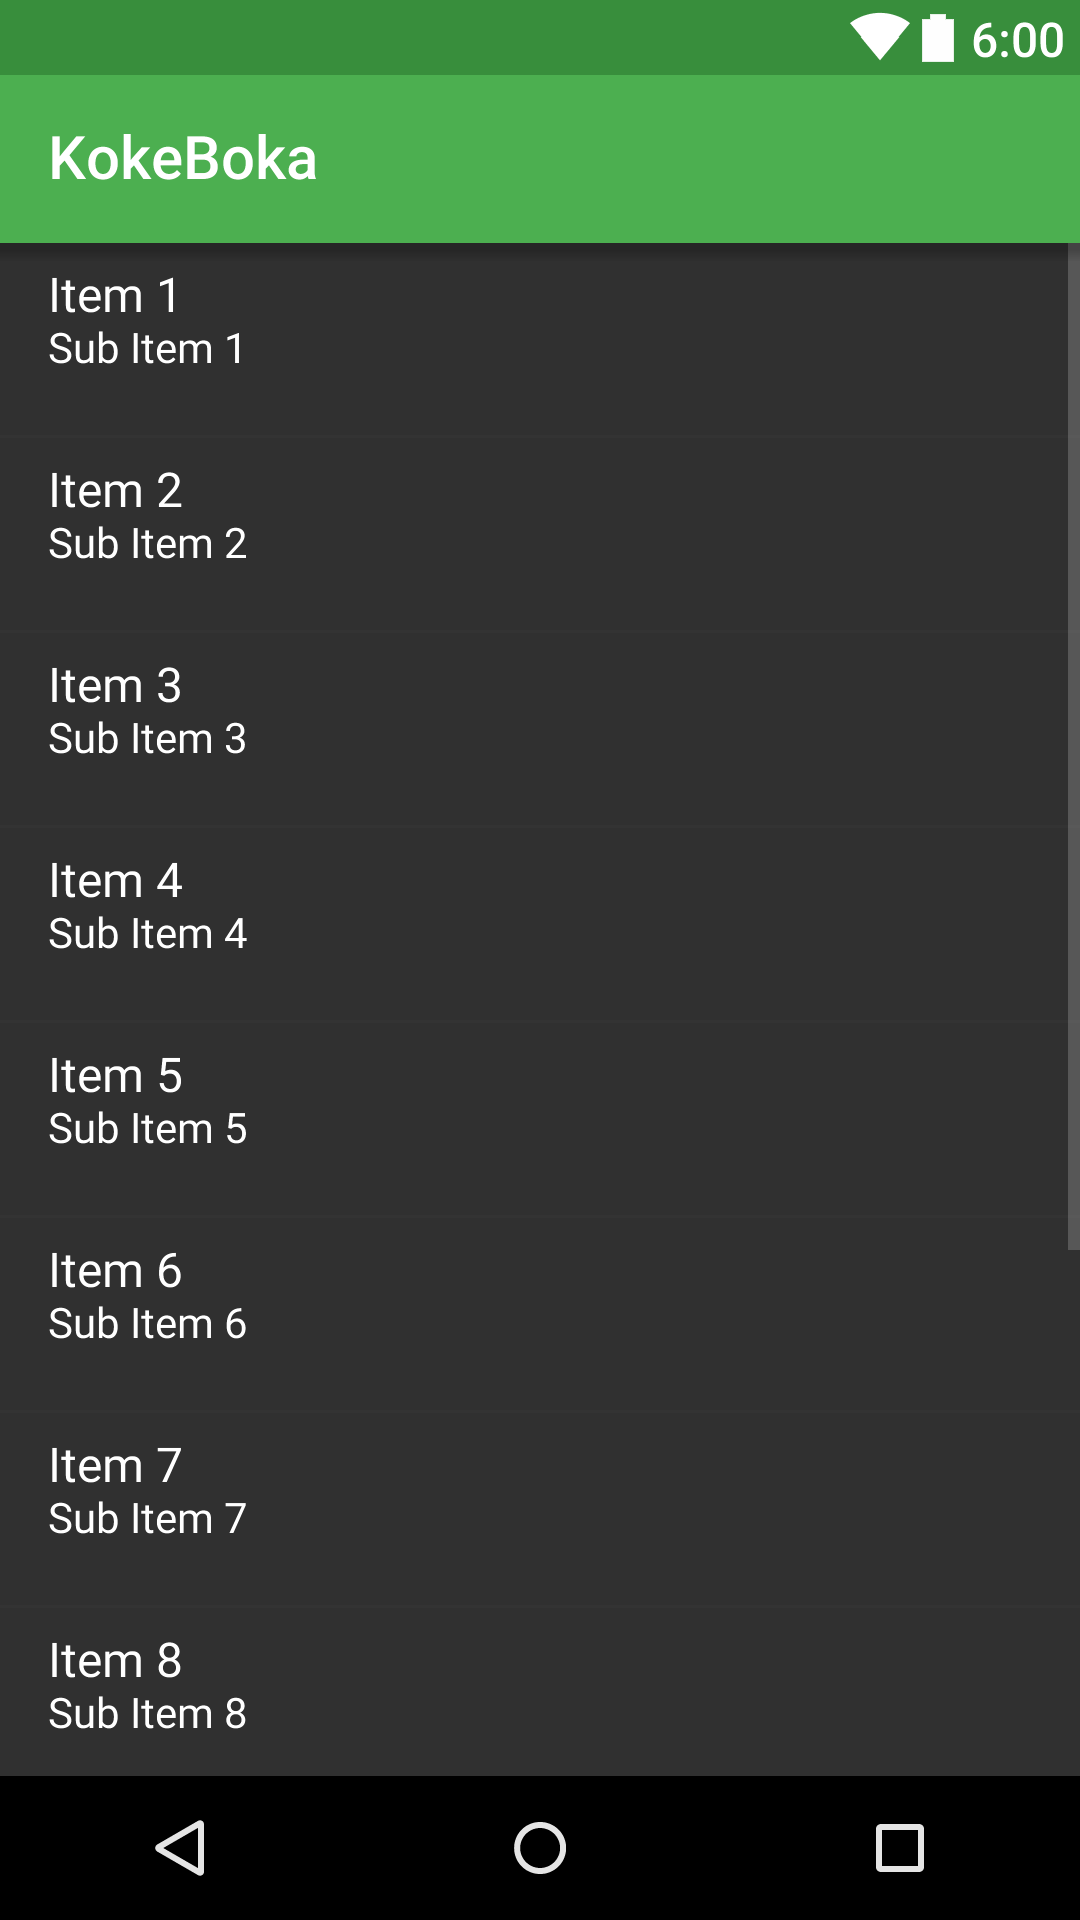 6:00
KokeBoka
Item 1
Sub Item 1
Item 2
Sub Item 2
Item 3
Sub Item 3
Item 4
Sub Item 4
Item 5
Sub Item 5
Item 6
Sub Item 6
Item 7
Sub Item 7
Item 8
Sub Item 8